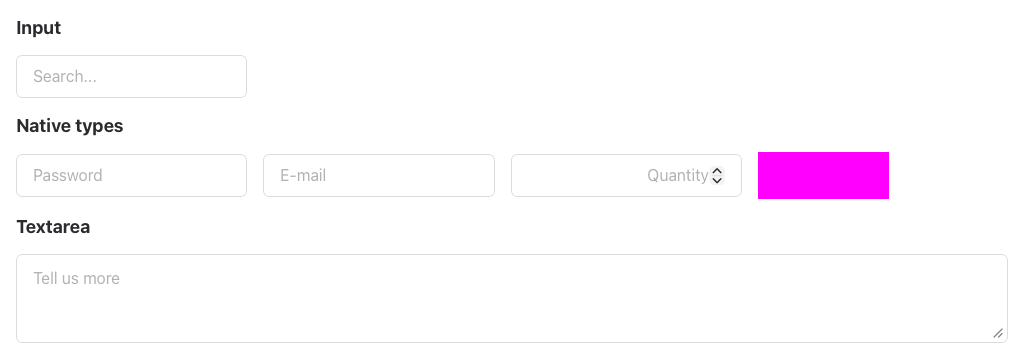 Input
Search...
Native types
Password E-mail Quantity
Textarea
Tell us more